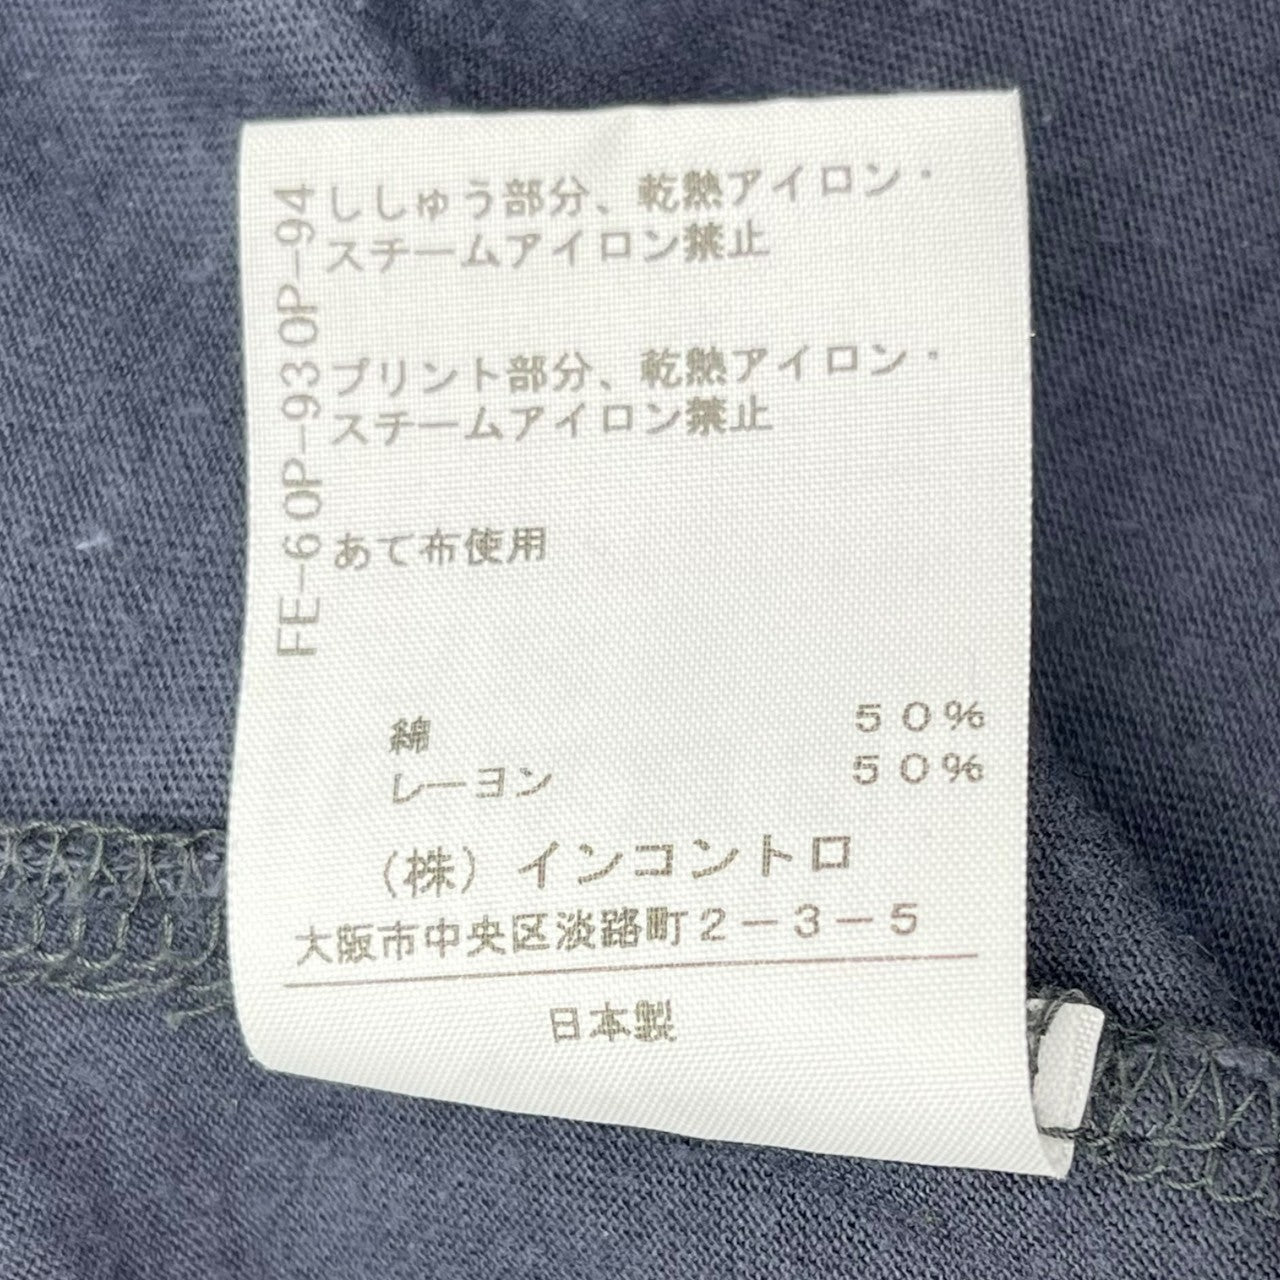 FE-60P-930P-94
ししゅう部分、乾熱アイロン・
スチームアイロン禁止
プリント部分、乾熱アイロン・
スチームアイロン禁止
あて布使用
綿 50%
レーヨン 50%
(株)インコントロ
大阪市中央区淡路町2-3-5
日本製